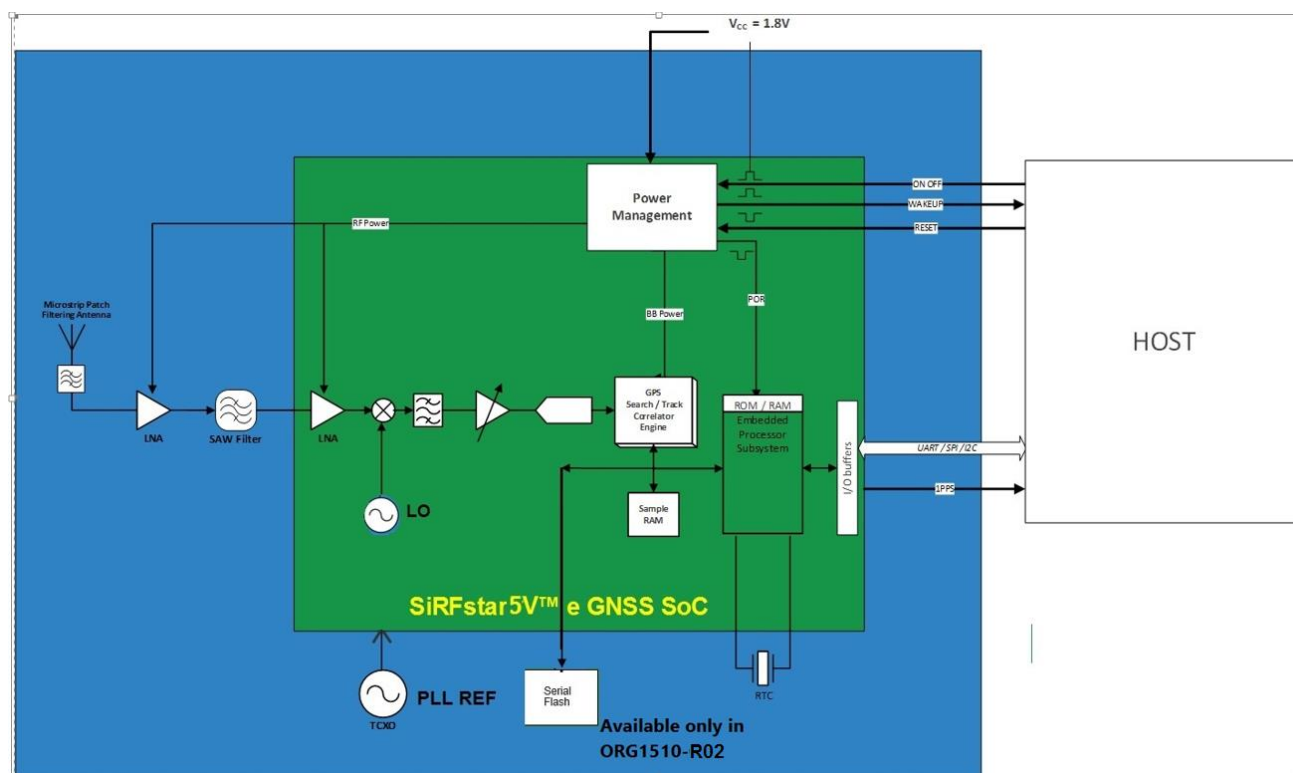 VCC = 1.8V
Power
Management
ON OFF
WAKEUP
RESET
RF Power
Microstrip Patch
Filtering Antenna
BB Power
POR
HOST
LNA
SAW Filter
LNA
GPS
Search / Track
Correlator
Engine
ROM / RAM
Embedded
Processor
Subsystem
I/O buffers
UART / SPI / I2C
1PPS
LO
Sample
RAM
SiRFstar5V™ e GNSS SoC
PLL REF
TCXO
Serial
Flash
RTC
Available only in
ORG1510-R02